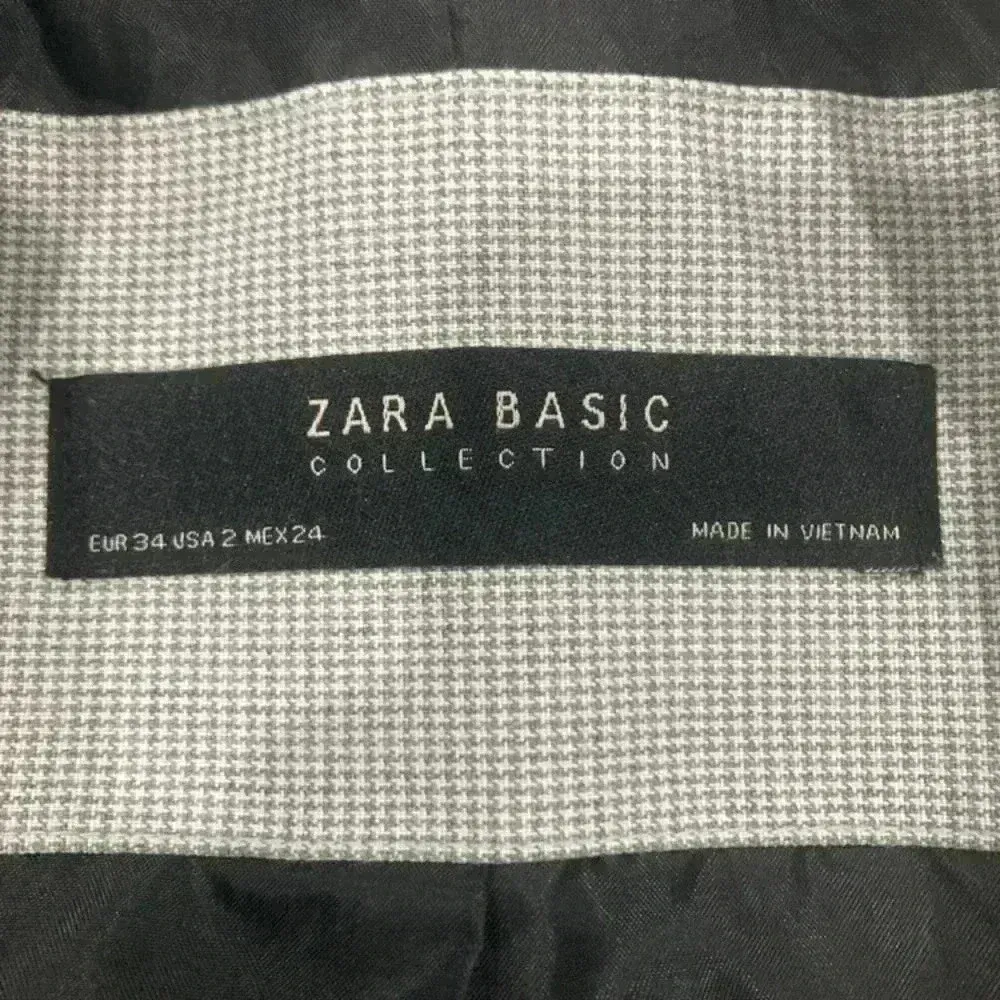 ZARA BASIC
COLLECTION
EUR 34 USA 2 MEX 24
MADE IN VIETNAM